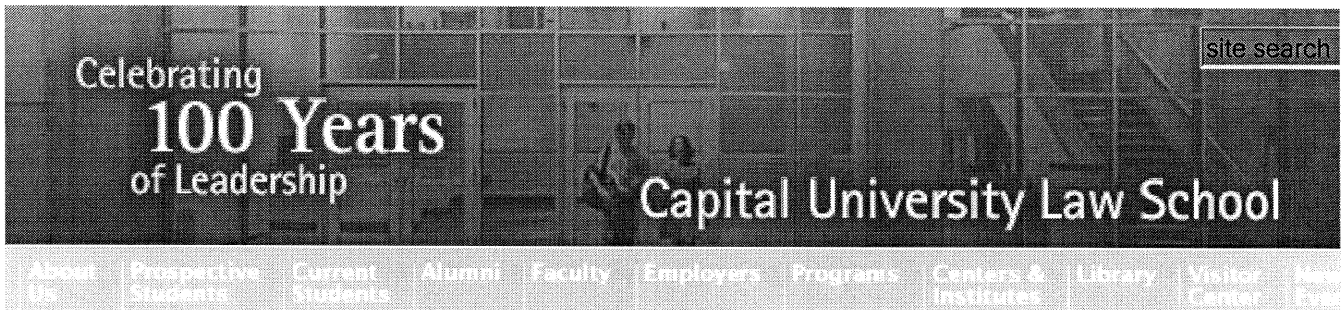 site search
Celebrating
100 Years
of Leadership
Capital University Law School
About Us
Prospective Students
Current Students
Alumni
Faculty
Employers
Programs
Centers & Institutes
Library
Visitor Center